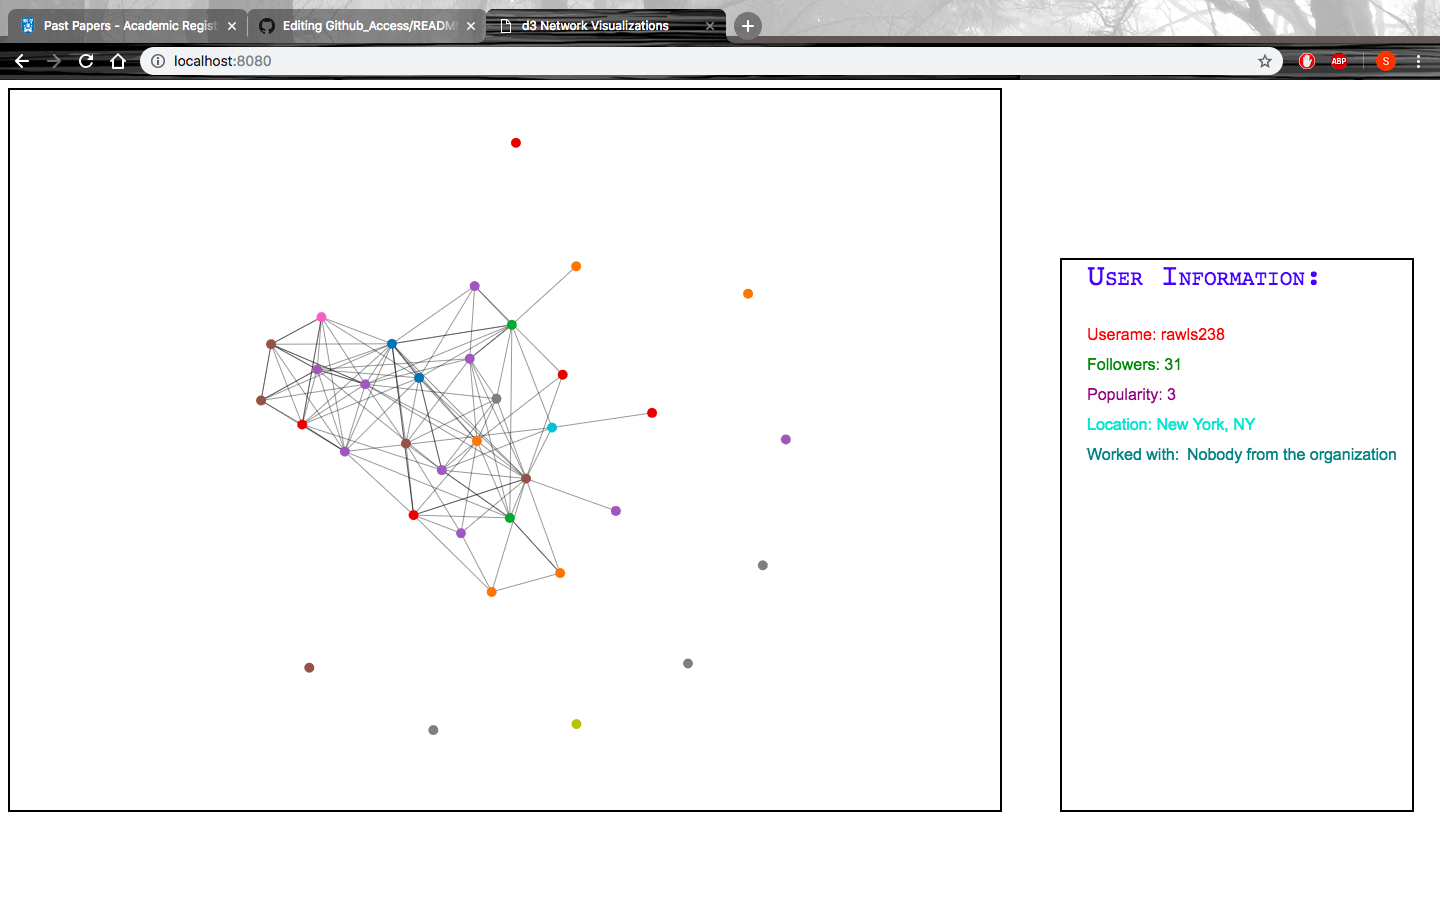 Past Papers - Academic Regist
Editing Github_Access/READM
d3 Network Visualizations
localhost:8080
ABP
S
User Information:
Userame: rawls238
Followers: 31
Popularity: 3
Location: New York, NY
Worked with: Nobody from the organization